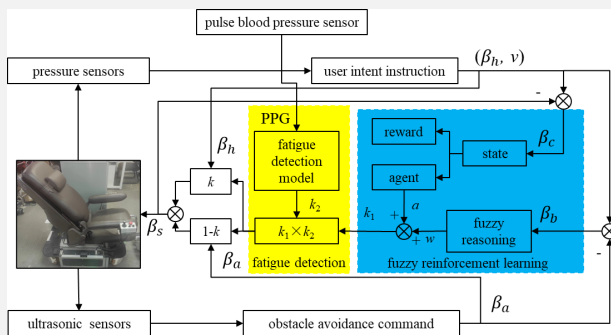 pulse blood pressure sensor
pressure sensors
user intent instruction
(βh, v)
-
PPG
reward
βh
fatigue
detection
model
state
βc
k
agent
k2
k1
+
a
βb
βs
1-k
k1×k2
+
w
fuzzy
reasoning
-
βa
fatigue detection
fuzzy reinforcement learning
βa
ultrasonic sensors
obstacle avoidance command